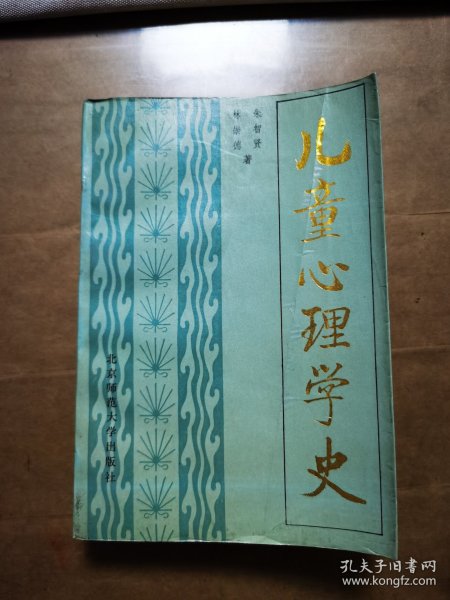 儿童心理学史
朱智贤
林崇德
著
北京师范大学出版社
孔夫子旧书网
www.kongfz.com